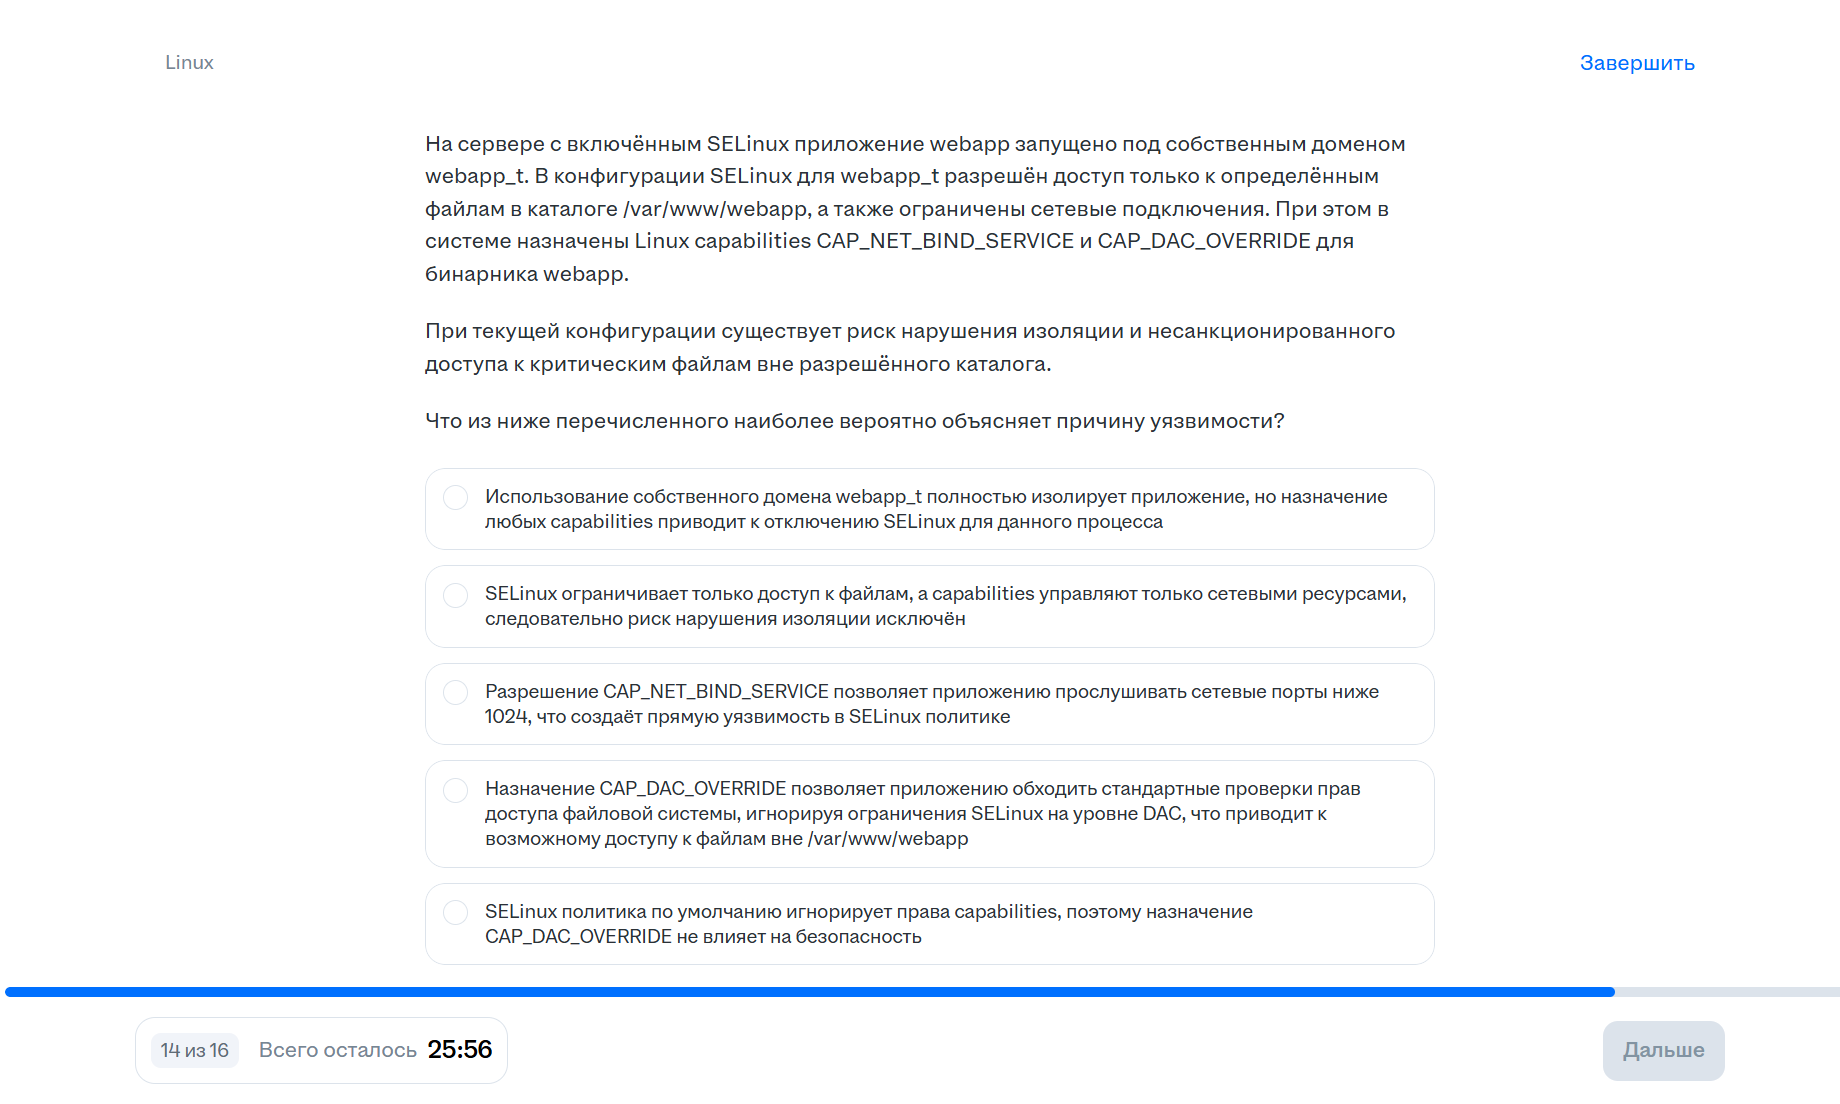 Linux
Завершить
На сервере с включённым SELinux приложение webapp запущено под собственным доменом
webapp_t. В конфигурации SELinux для webapp_t разрешён доступ только к определённым
файлам в каталоге /var/www/webapp, а также ограничены сетевые подключения. При этом в
системе назначены Linux capabilities CAP_NET_BIND_SERVICE и CAP_DAC_OVERRIDE для
бинарника webapp.
При текущей конфигурации существует риск нарушения изоляции и несанкционированного
доступа к критическим файлам вне разрешённого каталога.
Что из ниже перечисленного наиболее вероятно объясняет причину уязвимости?
Использование собственного домена webapp_t полностью изолирует приложение, но назначение
любых capabilities приводит к отключению SELinux для данного процесса
SELinux ограничивает только доступ к файлам, а capabilities управляют только сетевыми ресурсами,
следовательно риск нарушения изоляции исключён
Разрешение CAP_NET_BIND_SERVICE позволяет приложению прослушивать сетевые порты ниже
1024, что создаёт прямую уязвимость в SELinux политике
Назначение CAP_DAC_OVERRIDE позволяет приложению обходить стандартные проверки прав
доступа файловой системы, игнорируя ограничения SELinux на уровне DAC, что приводит к
возможному доступу к файлам вне /var/www/webapp
SELinux политика по умолчанию игнорирует права capabilities, поэтому назначение
CAP_DAC_OVERRIDE не влияет на безопасность
14 из 16
Всего осталось 25:56
Дальше